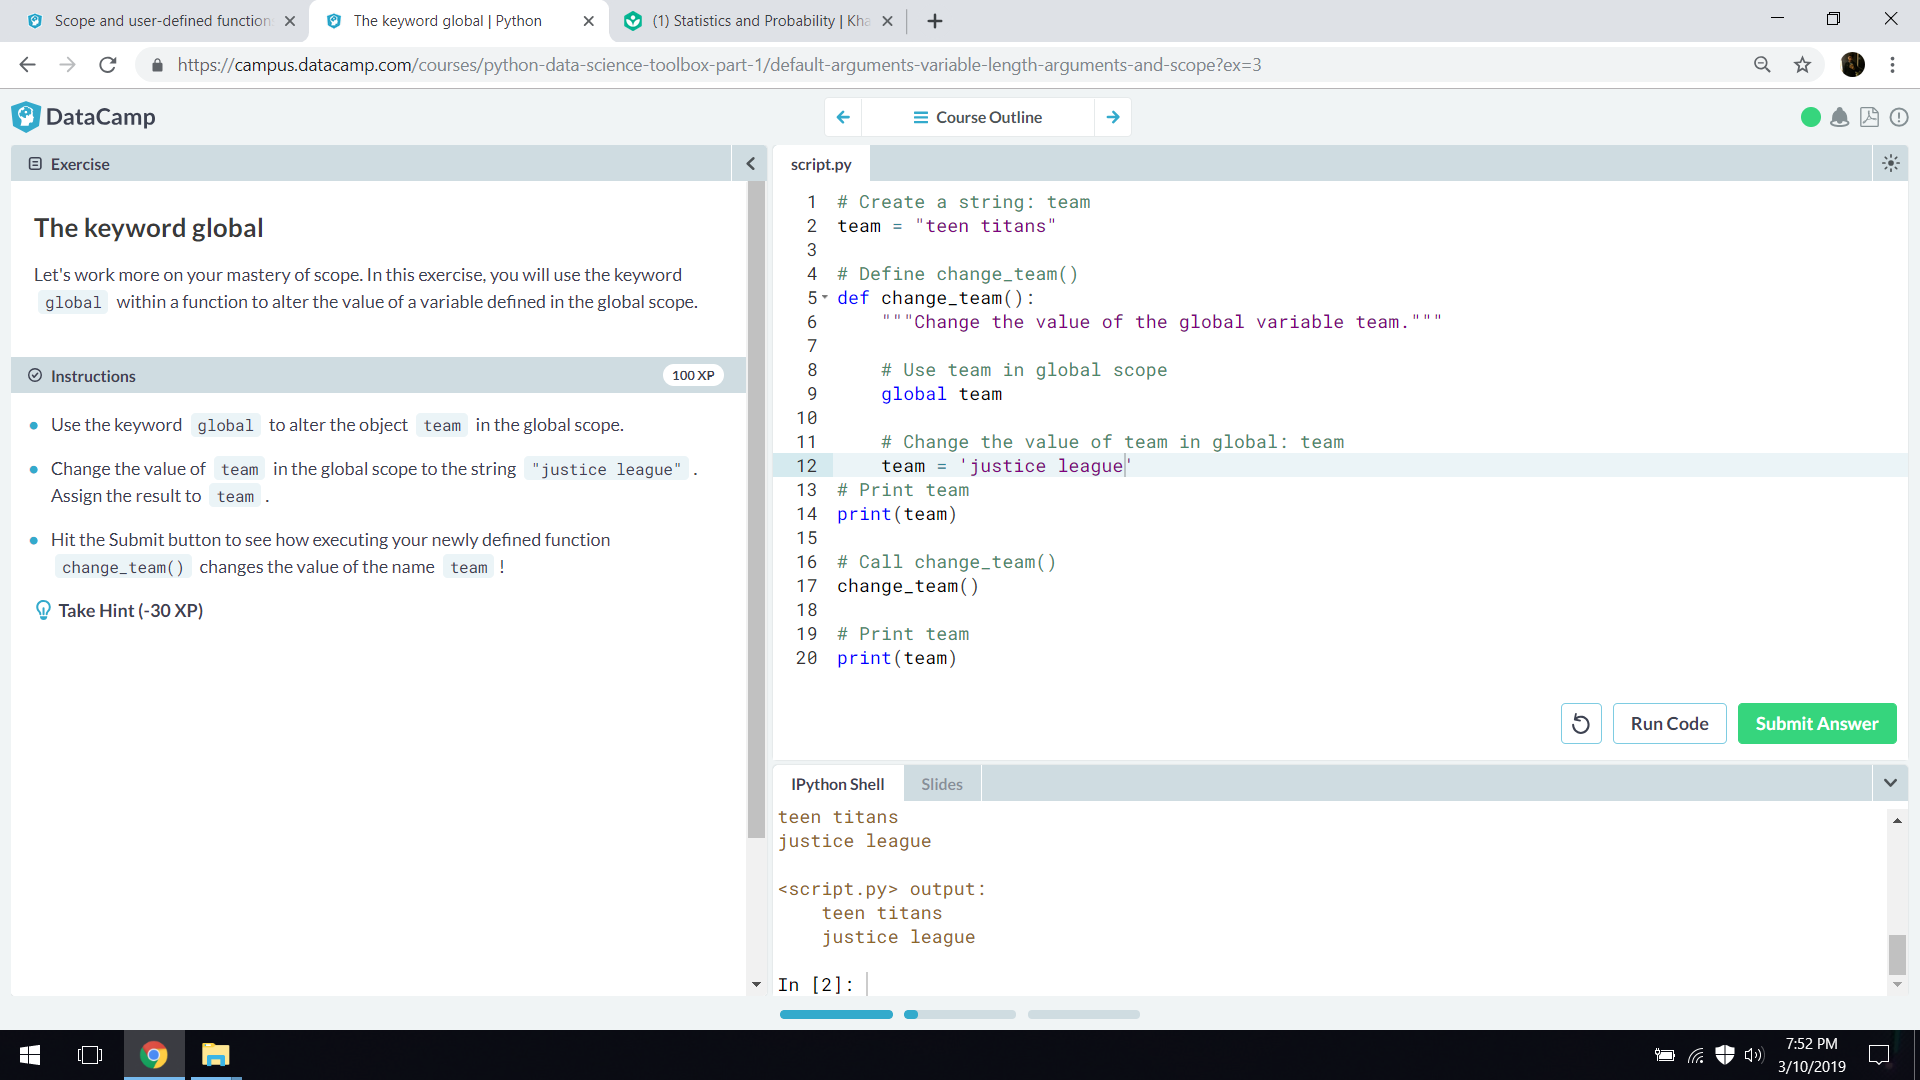 Scope and user-defined function
The keyword global | Python
(1) Statistics and Probability | Kha
https://campus.datacamp.com/courses/python-data-science-toolbox-part-1/default-arguments-variable-length-arguments-and-scope?ex=3
DataCamp
Course Outline
Exercise
The keyword global
Let's work more on your mastery of scope. In this exercise, you will use the keyword
global within a function to alter the value of a variable defined in the global scope.
Instructions
100 XP
Use the keyword global to alter the object team in the global scope.
Change the value of team in the global scope to the string "justice league" .
Assign the result to team .
Hit the Submit button to see how executing your newly defined function
change_team() changes the value of the name team !
Take Hint (-30 XP)
script.py
1 # Create a string: team
2 team = "teen titans"
3
4 # Define change_team()
5 def change_team():
6 """Change the value of the global variable team."""
7
8 # Use team in global scope
9 global team
10
11 # Change the value of team in global: team
12 team = 'justice league'
13 # Print team
14 print(team)
15
16 # Call change_team()
17 change_team()
18
19 # Print team
20 print(team)
Run Code
Submit Answer
IPython Shell
Slides
teen titans
justice league
<script.py> output:
teen titans
justice league
In [2]:
7:52 PM
3/10/2019